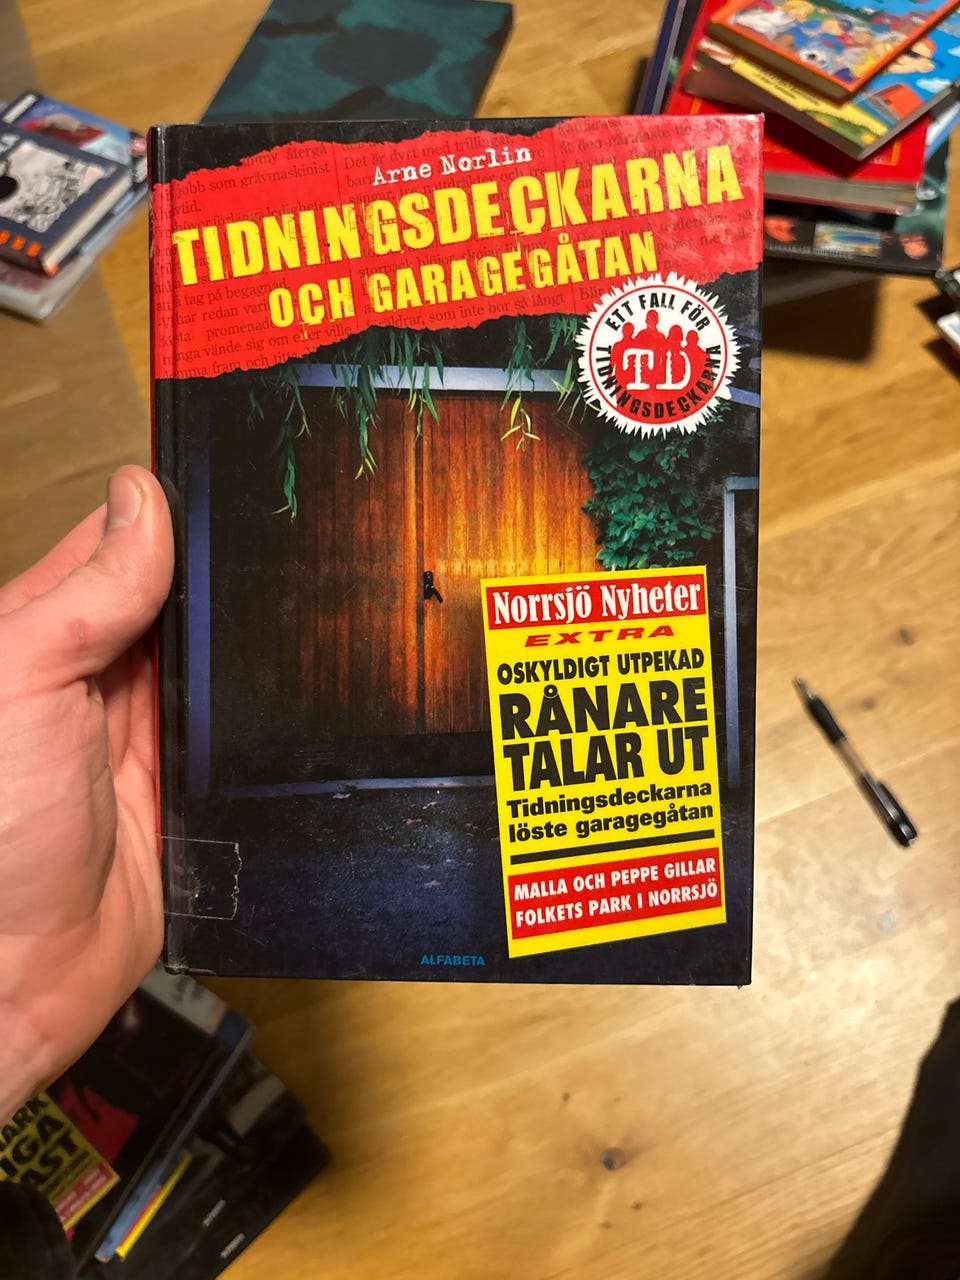 Arne Norlin
TIDNINGSDECKARNA
OCH GARAGEGÅTAN
ETT FALL FÖR
TD
TIDNINGSDECKARNA
Norrsjö Nyheter
EXTRA
OSKYLDIGT UTPEKAD
RÅNARE
TALAR UT
Tidningsdeckarna
löste garagegåtan
MALLA OCH PEPPE GILLAR
FOLKETS PARK I NORRSJÖ
ALFABETA